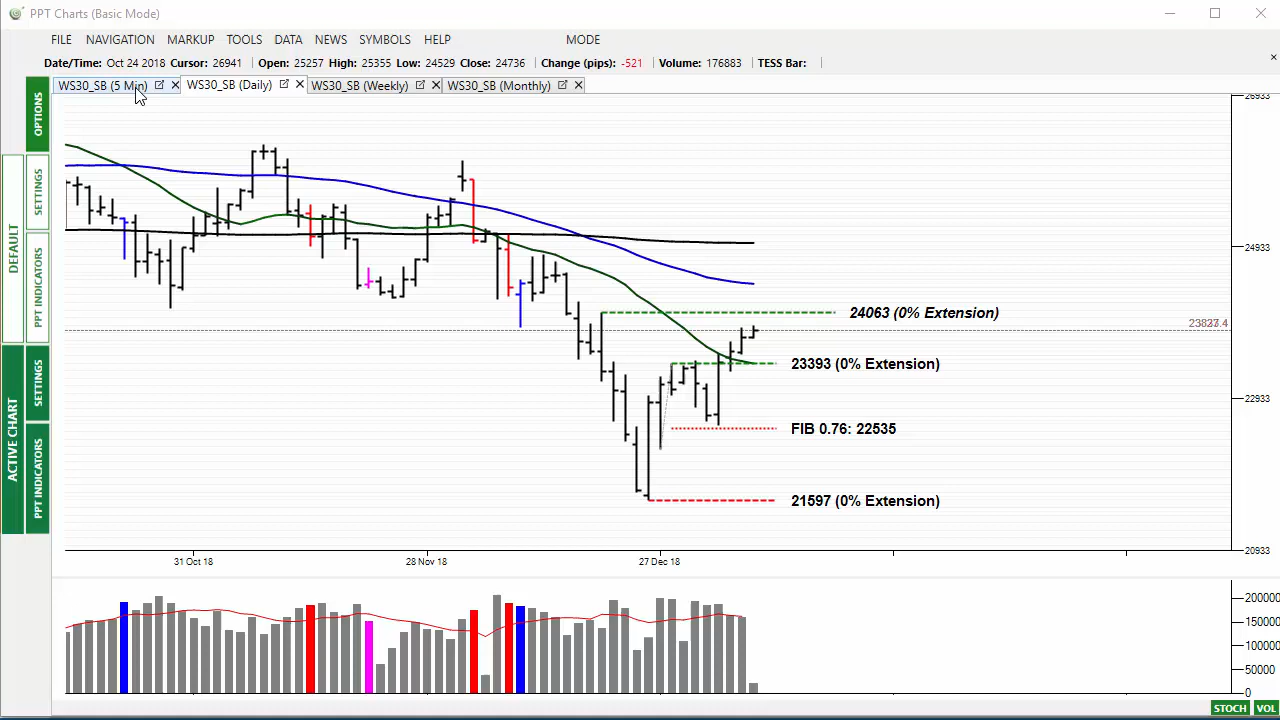 PPT Charts (Basic Mode)
FILE NAVIGATION MARKUP TOOLS DATA NEWS SYMBOLS HELP MODE
Date/Time: Oct 24 2018 Cursor: 26941 Open: 25257 High: 25355 Low: 24529 Close: 24736 Change (pips): -521 Volume: 176883 TESS Bar:
WS30_SB (5 Min) WS30_SB (Daily) WS30_SB (Weekly) WS30_SB (Monthly)
OPTIONS
SETTINGS
PPT INDICATORS
DEFAULT
SETTINGS
PPT INDICATORS
ACTIVE CHART
26933
24933
24063 (0% Extension)
23393 (0% Extension)
22933
FIB 0.76: 22535
21597 (0% Extension)
20933
31 Oct 18 28 Nov 18 27 Dec 18
200000
150000
100000
50000
0
STOCH VOL